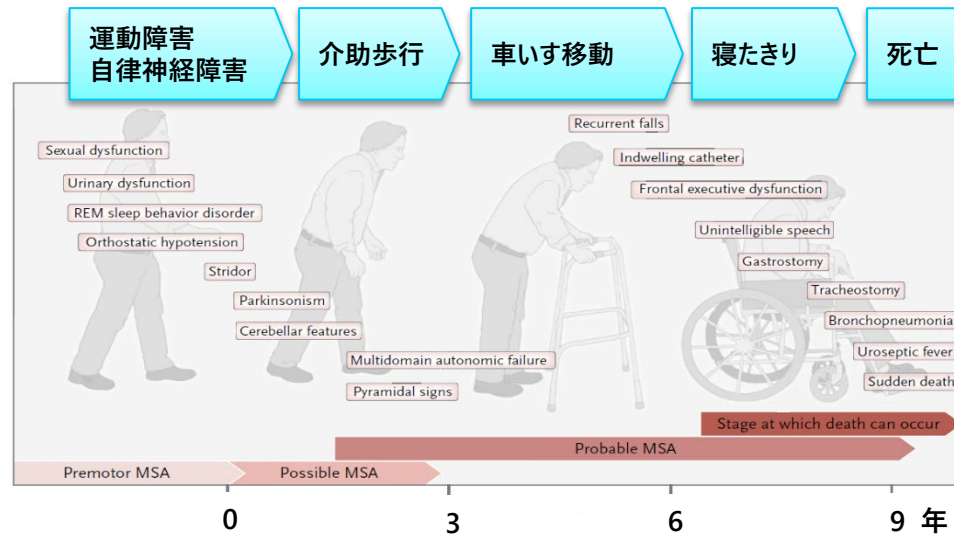 運動障害
自律神経障害
介助歩行
車いす移動
寝たきり
死亡
Recurrent falls
Sexual dysfunction
Indwelling catheter
Urinary dysfunction
Frontal executive dysfunction
REM sleep behavior disorder
Unintelligible speech
Orthostatic hypotension
Gastrostomy
Stridor
Tracheostomy
Parkinsonism
Bronchopneumonia
Cerebellar features
Uroseptic fever
Multidomain autonomic failure
Sudden death
Pyramidal signs
Stage at which death can occur
Probable MSA
Premotor MSA
Possible MSA
0
3
6
9 年